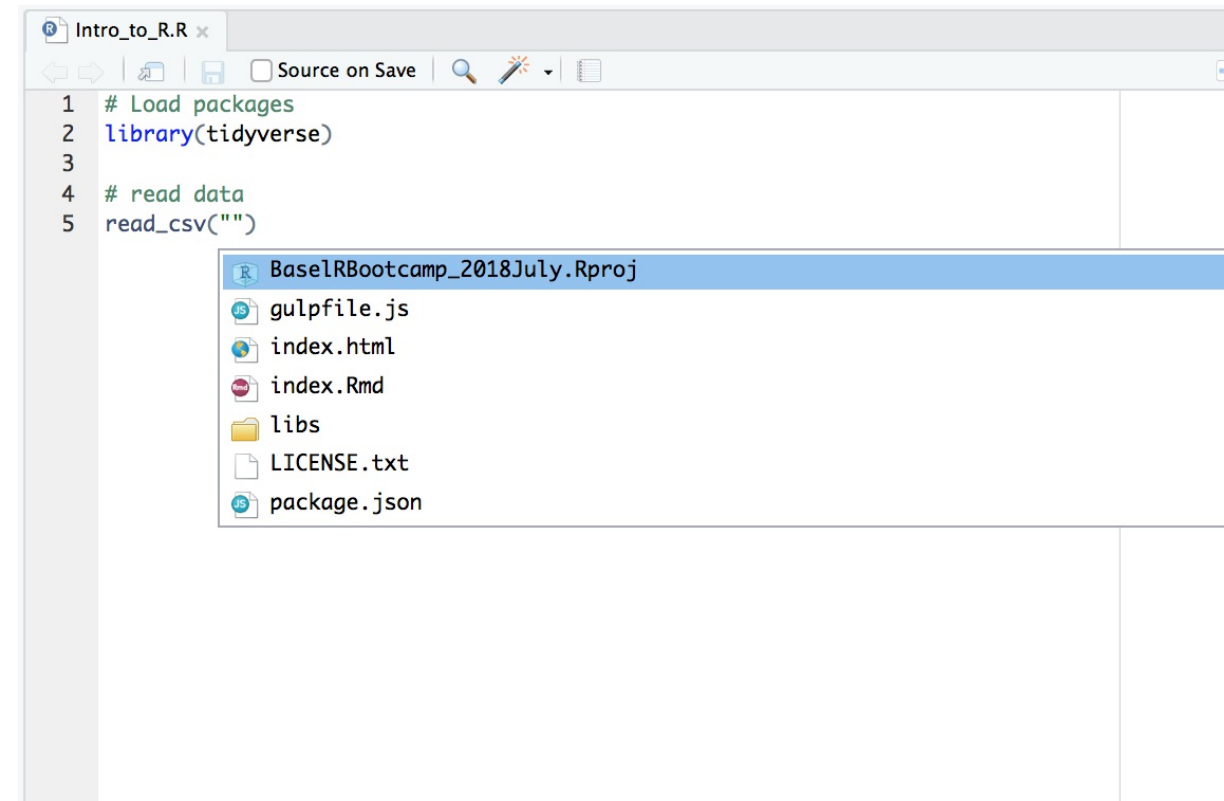 Intro_to_R.R
Source on Save
1 # Load packages
2 library(tidyverse)
3
4 # read data
5 read_csv("")
BaselRBootcamp_2018July.Rproj
gulpfile.js
index.html
index.Rmd
libs
LICENSE.txt
package.json